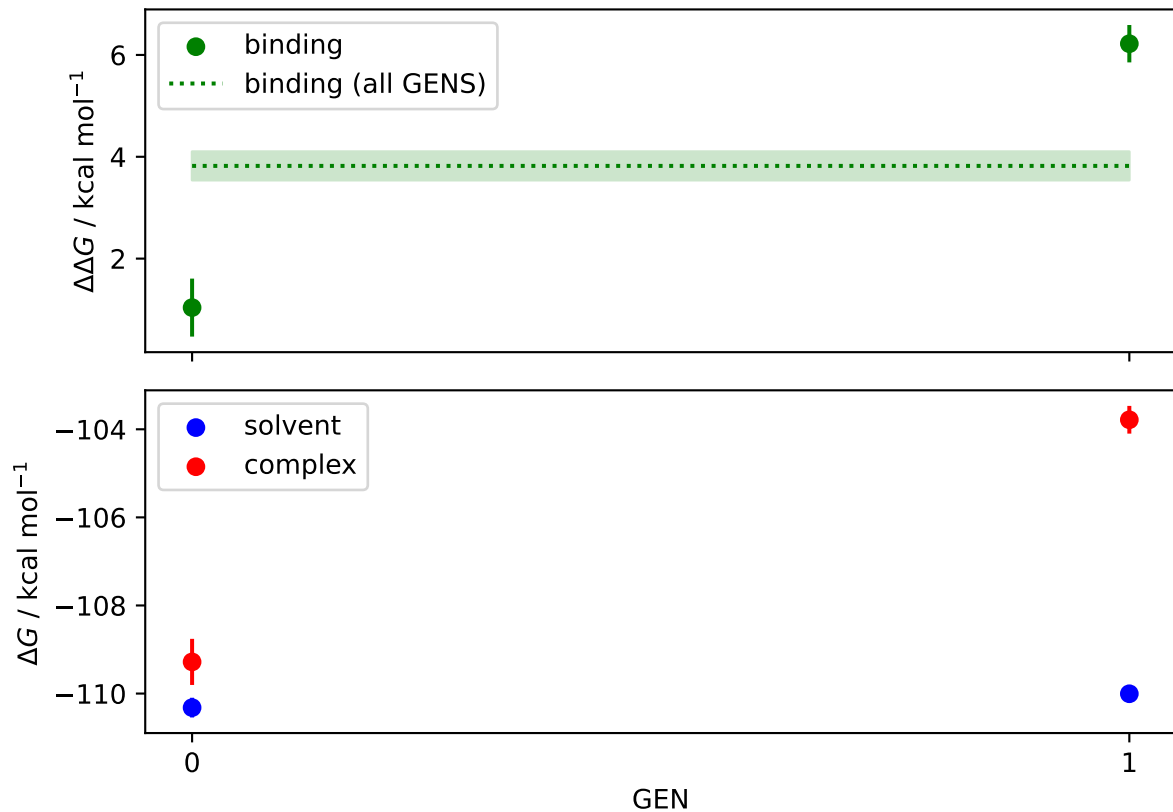 binding
binding (all GENS)
6
4
2
ΔΔG / kcal mol⁻¹
solvent
complex
−104
−106
−108
−110
ΔG / kcal mol⁻¹
0
1
GEN